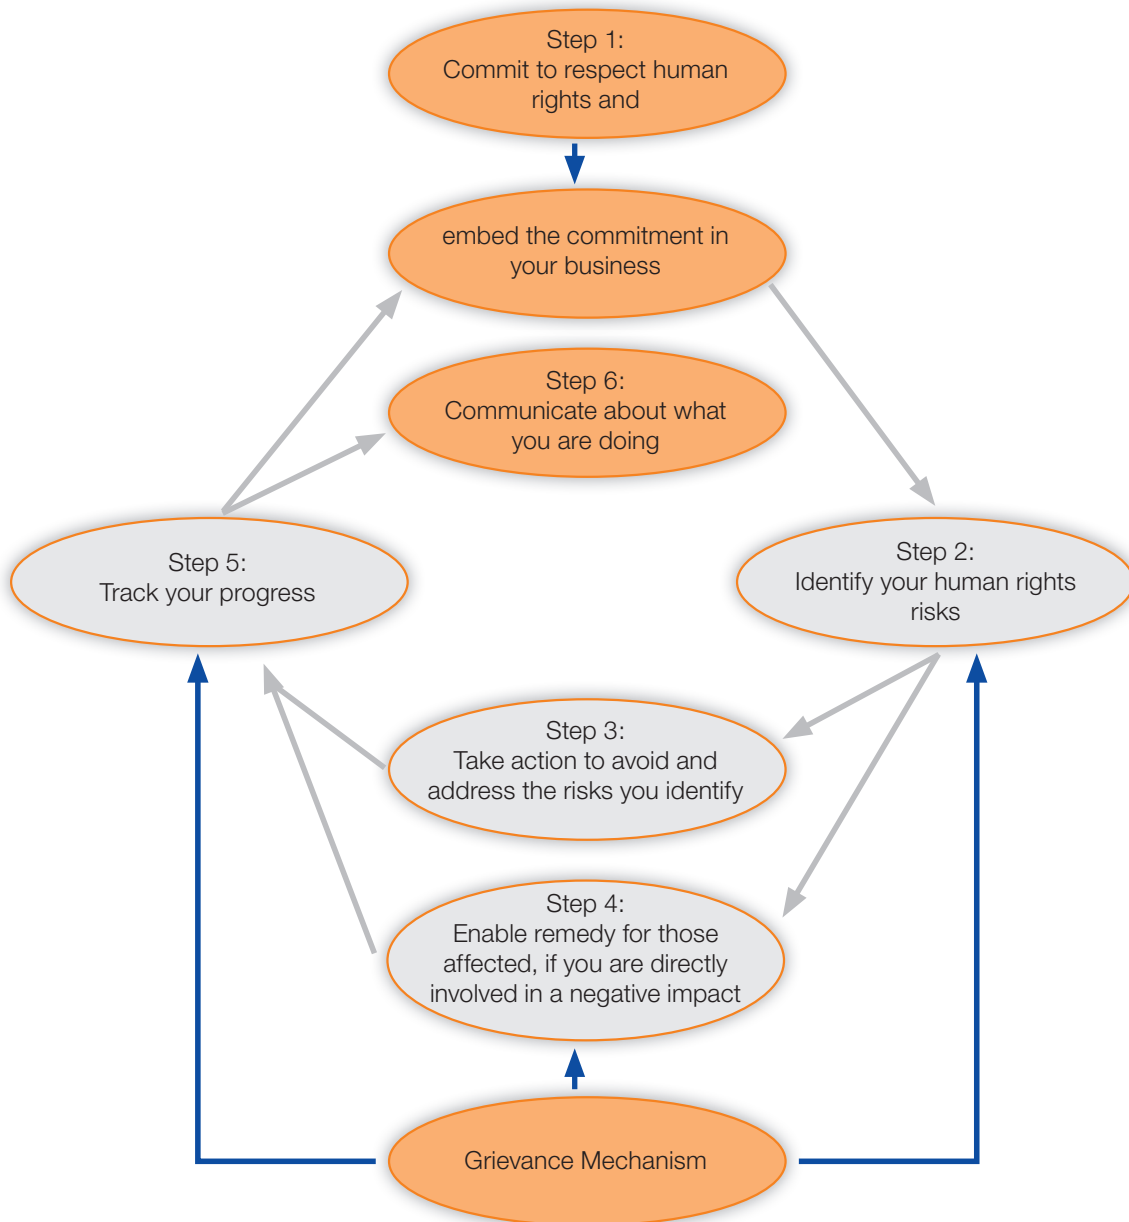 Step 1:
Commit to respect human
rights and
embed the commitment in
your business
Step 6:
Communicate about what
you are doing
Step 5:
Track your progress
Step 2:
Identify your human rights
risks
Step 3:
Take action to avoid and
address the risks you identify
Step 4:
Enable remedy for those
affected, if you are directly
involved in a negative impact
Grievance Mechanism